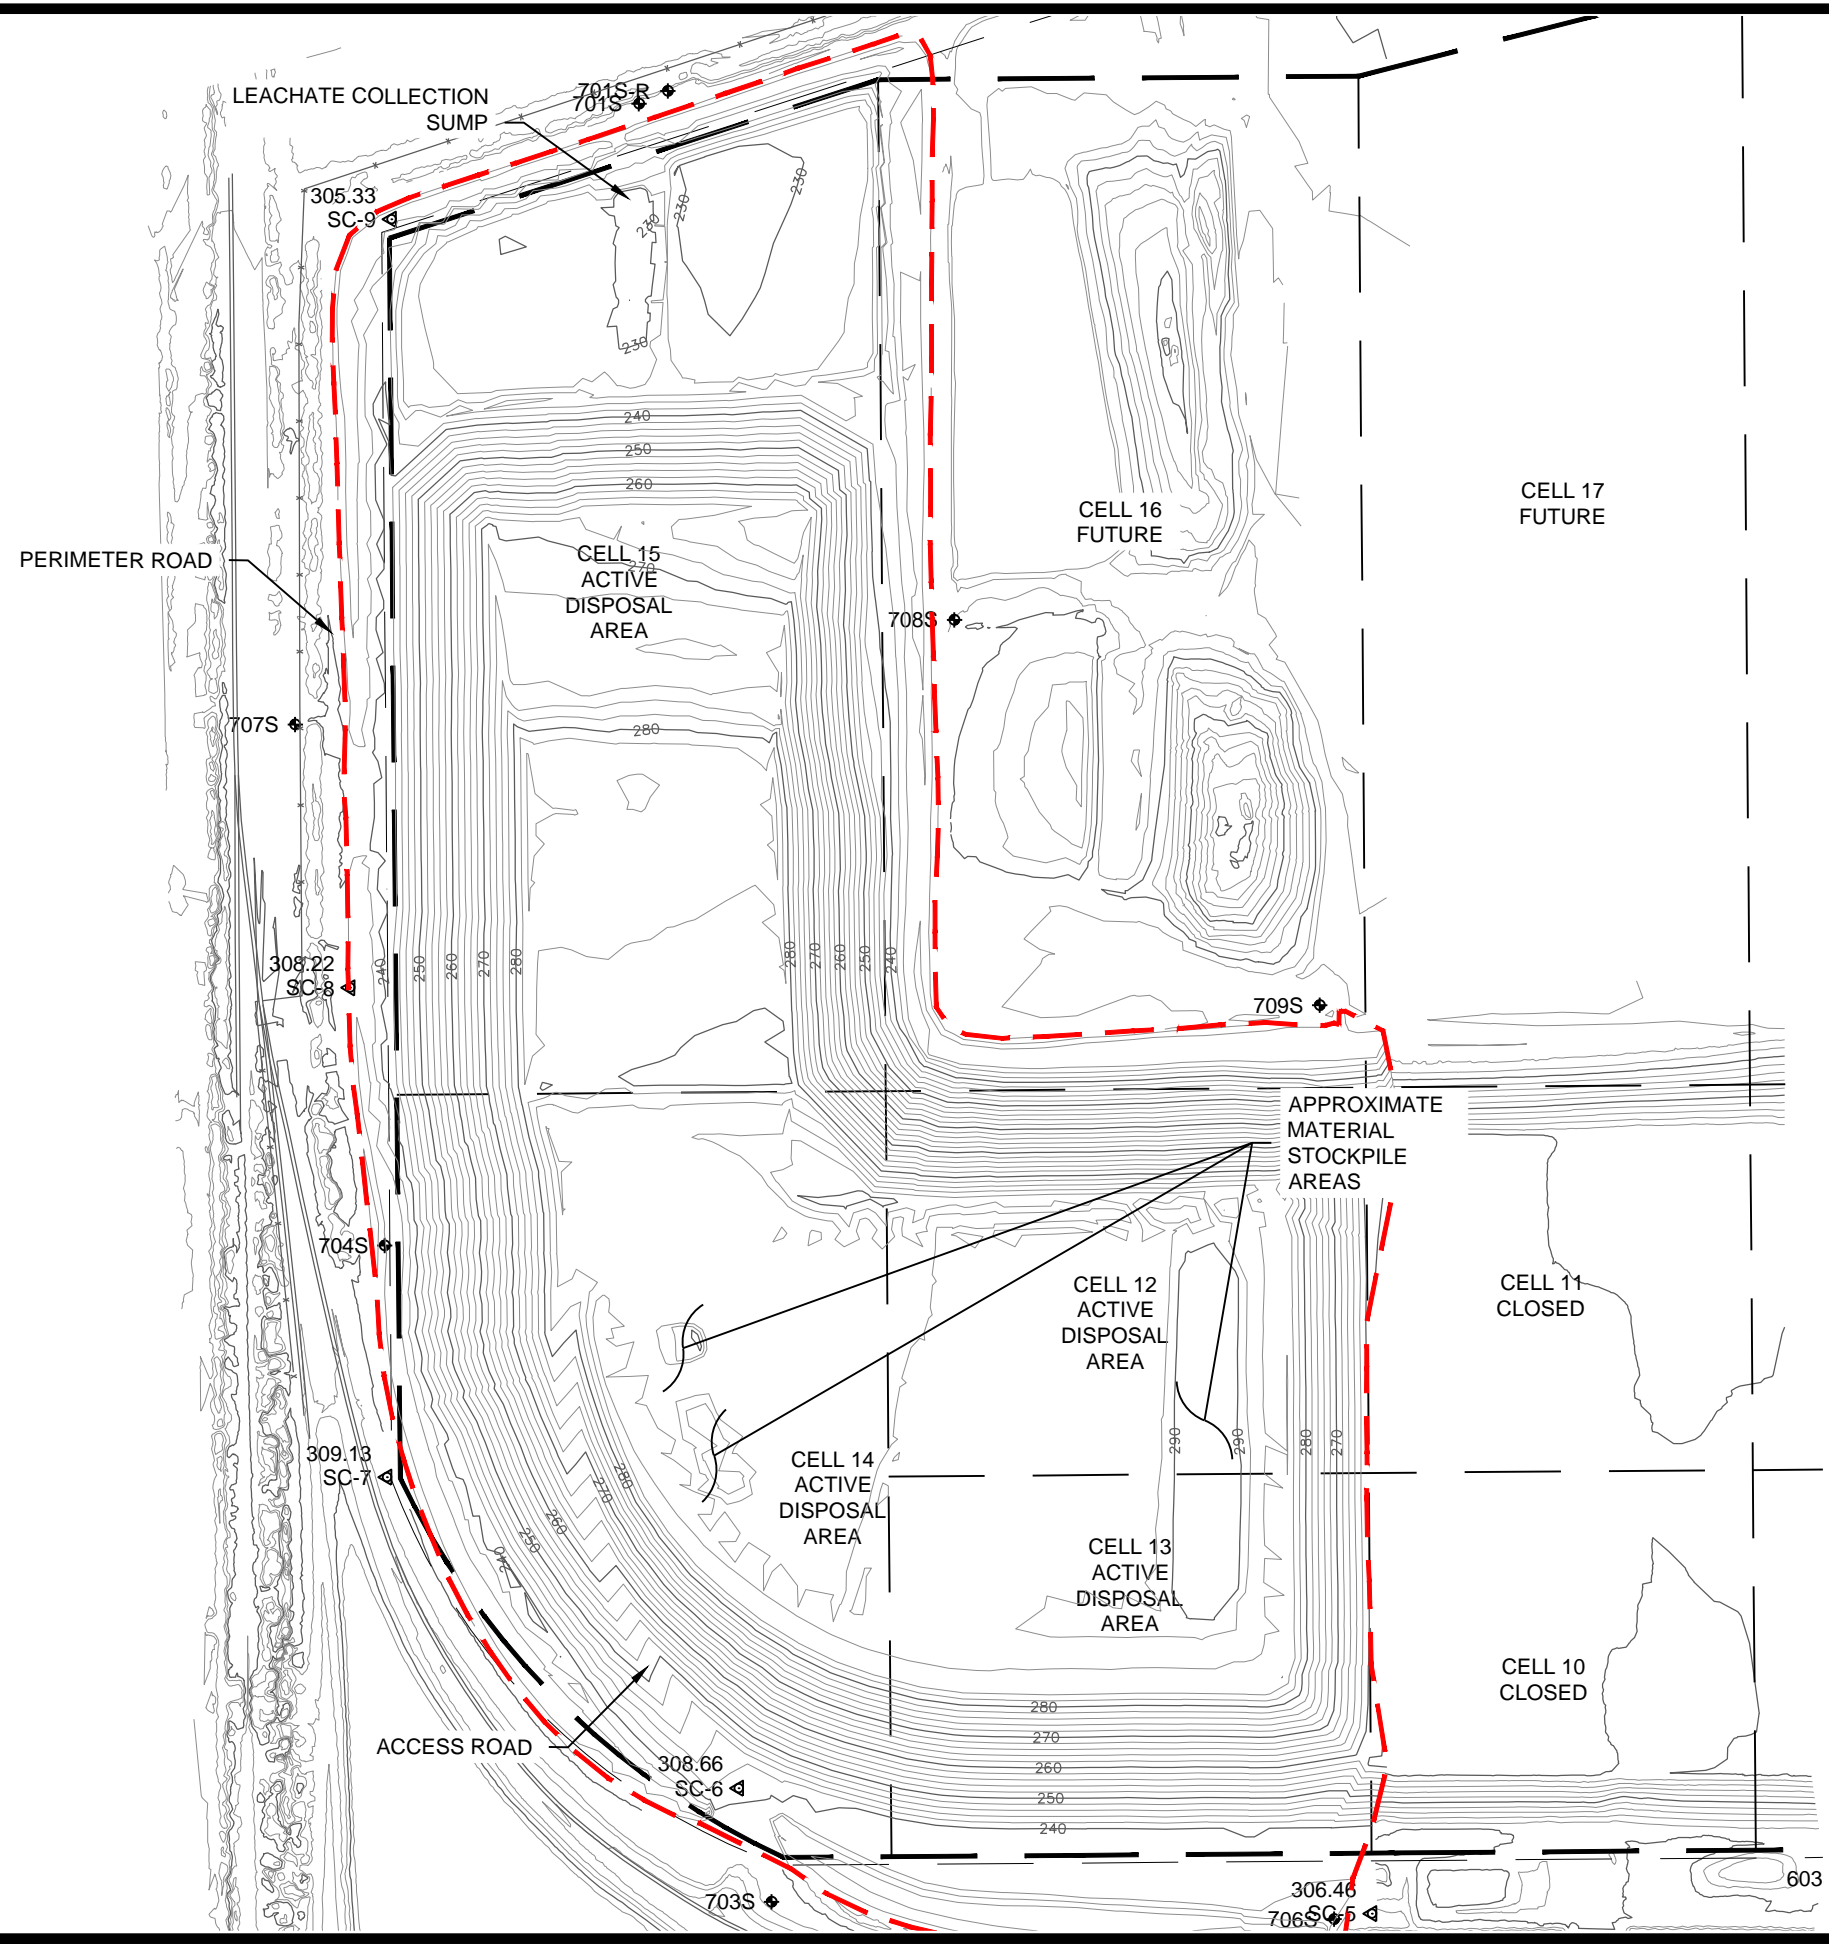 701S-R
701S
LEACHATE COLLECTION
SUMP
230
230
230
230
305.33
SC-9
240
250
260
CELL 16
FUTURE
CELL 17
FUTURE
PERIMETER ROAD
CELL 15
270
ACTIVE
DISPOSAL
AREA
708S
707S
280
308.22
SC-8
240
250
260
270
280
280
270
260
250
240
709S
APPROXIMATE
MATERIAL
STOCKPILE
AREAS
704S
CELL 12
ACTIVE
DISPOSAL
AREA
CELL 11
CLOSED
309.13
SC-7
CELL 14
ACTIVE
DISPOSAL
AREA
290
290
280
270
280
270
260
250
240
CELL 13
ACTIVE
DISPOSAL
AREA
CELL 10
CLOSED
ACCESS ROAD
308.66
SC-6
280
270
260
250
240
703S
306.46
SC-5
706S
603